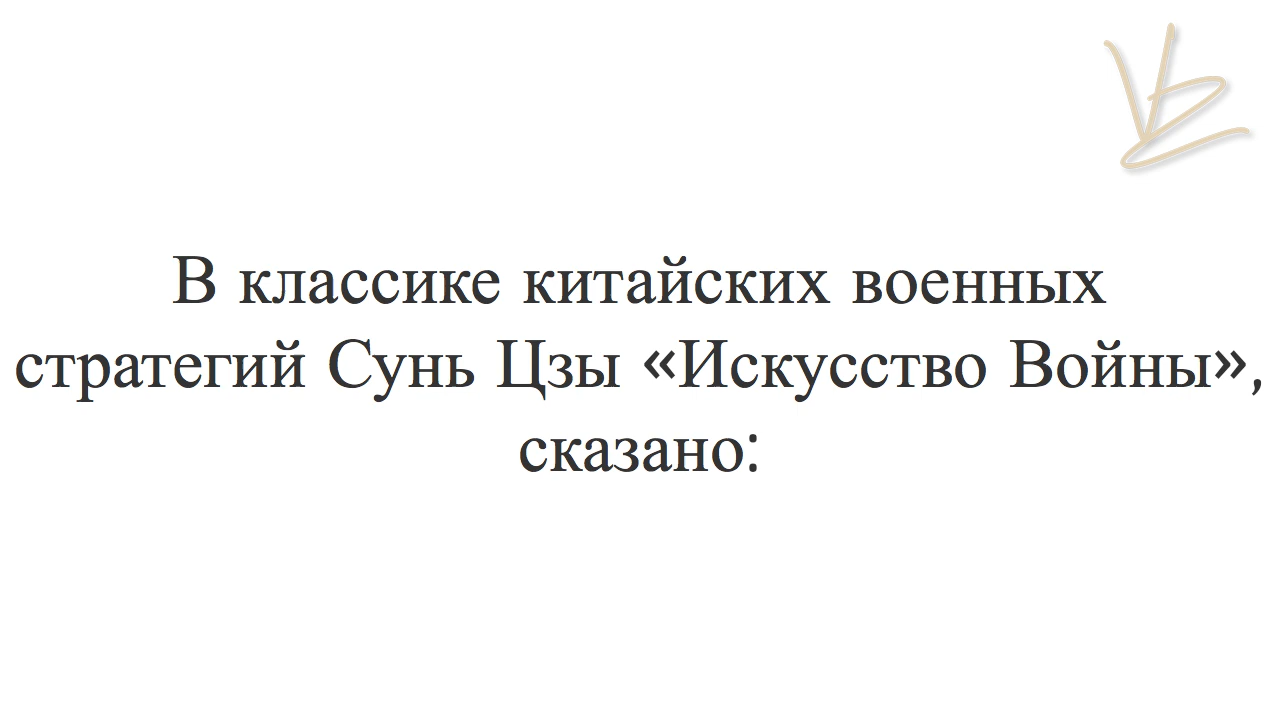 В классике китайских военных
стратегий Сунь Цзы «Искусство Войны»,
сказано: